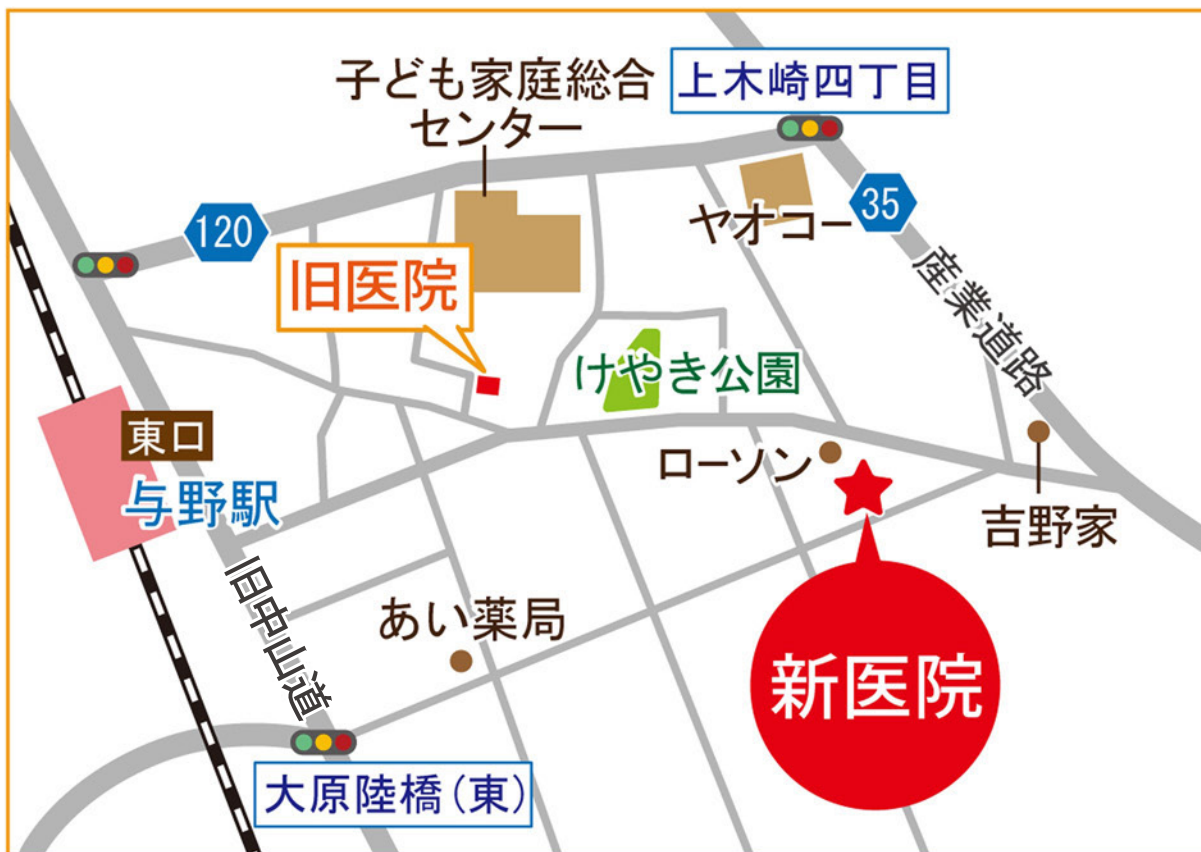 子ども家庭総合
センター
上木崎四丁目
120
35
ヤオコー
旧医院
産業道路
けやき公園
東口
与野駅
ローソン
吉野家
旧中山道
あい薬局
新医院
大原陸橋(東)